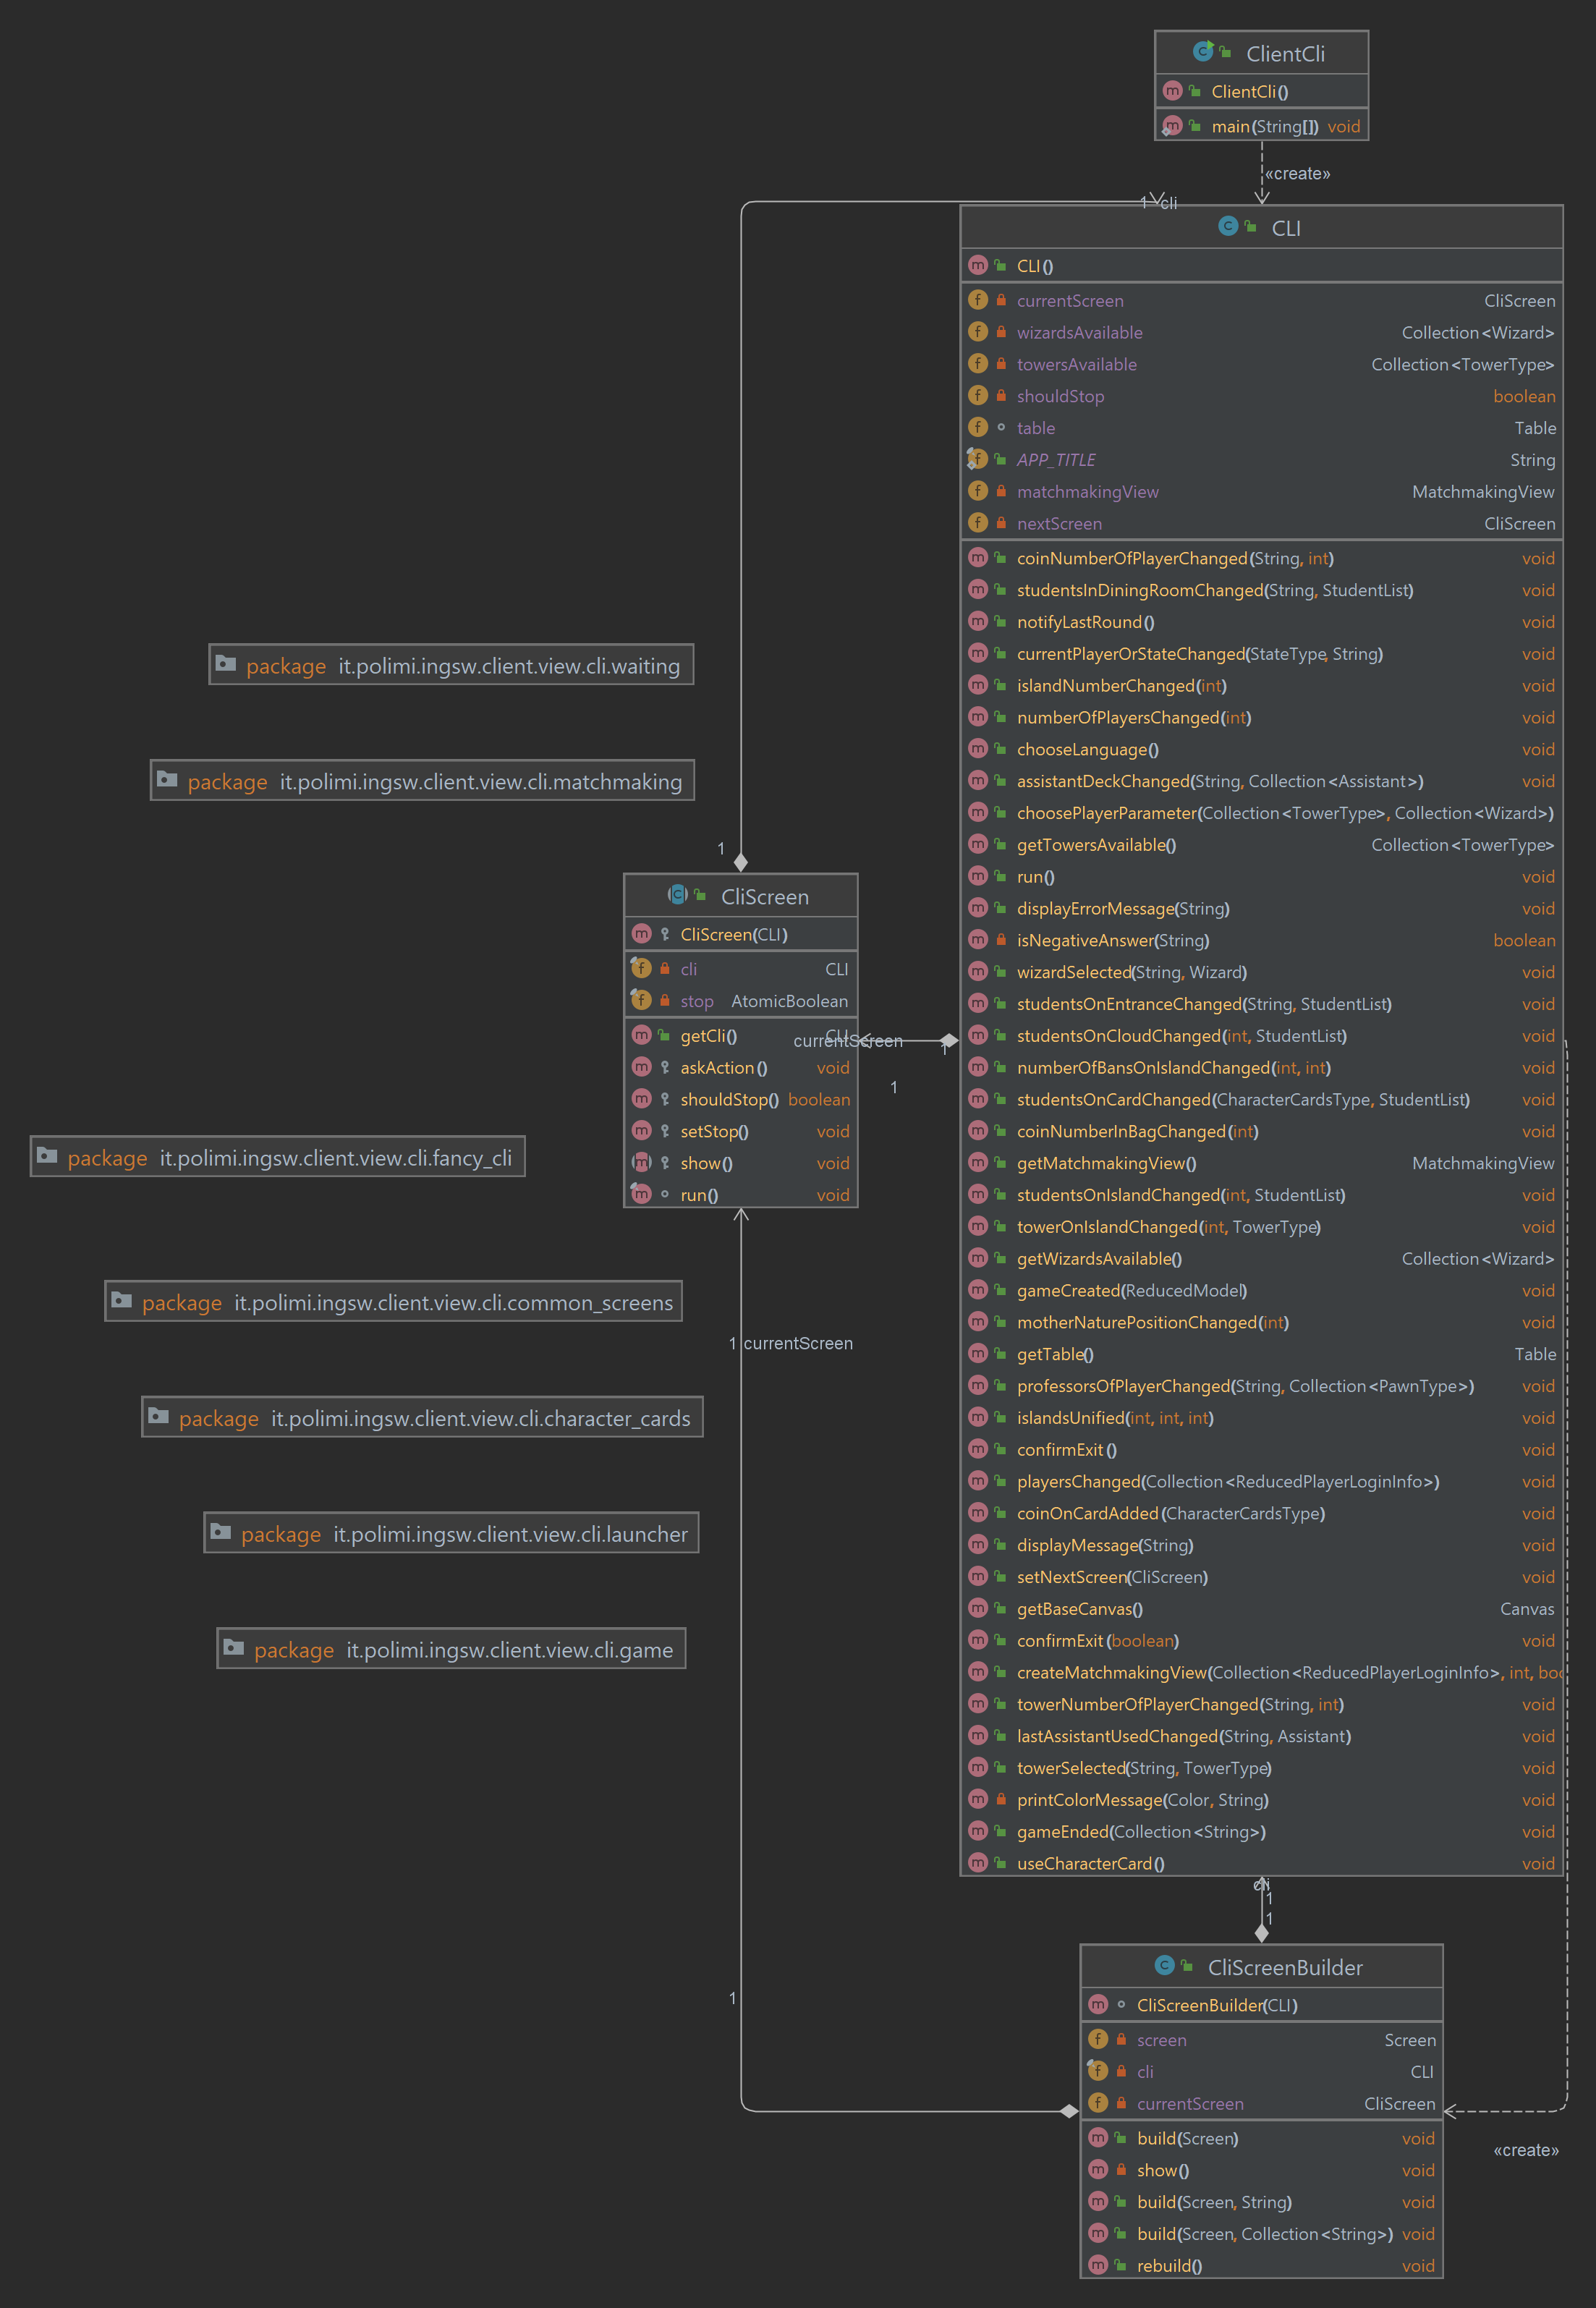 ClientCli
ClientCli()
main(String[]) void
«create»
1 cli
CLI
CLI()
currentScreen CliScreen
wizardsAvailable Collection<Wizard>
towersAvailable Collection<TowerType>
shouldStop boolean
table Table
APP_TITLE String
matchmakingView MatchmakingView
nextScreen CliScreen
coinNumberOfPlayerChanged(String, int) void
studentsInDiningRoomChanged(String, StudentList) void
notifyLastRound() void
currentPlayerOrStateChanged(StateType, String) void
islandNumberChanged(int) void
numberOfPlayersChanged(int) void
chooseLanguage() void
assistantDeckChanged(String, Collection<Assistant>) void
choosePlayerParameter(Collection<TowerType>, Collection<Wizard>) void
getTowersAvailable() Collection<TowerType>
run() void
displayErrorMessage(String) void
isNegativeAnswer(String) boolean
wizardSelected(String, Wizard) void
studentsOnEntranceChanged(String, StudentList) void
studentsOnCloudChanged(int, StudentList) void
numberOfBansOnIslandChanged(int, int) void
studentsOnCardChanged(CharacterCardsType, StudentList) void
coinNumberInBagChanged(int) void
getMatchmakingView() MatchmakingView
studentsOnIslandChanged(int, StudentList) void
towerOnIslandChanged(int, TowerType) void
getWizardsAvailable() Collection<Wizard>
gameCreated(ReducedModel) void
motherNaturePositionChanged(int) void
getTable() Table
professorsOfPlayerChanged(String, Collection<PawnType>) void
islandsUnified(int, int, int) void
confirmExit() void
playersChanged(Collection<ReducedPlayerLoginInfo>) void
coinOnCardAdded(CharacterCardsType) void
displayMessage(String) void
setNextScreen(CliScreen) void
getBaseCanvas() Canvas
confirmExit(boolean) void
createMatchmakingView(Collection<ReducedPlayerLoginInfo>, int, boo
towerNumberOfPlayerChanged(String, int) void
lastAssistantUsedChanged(String, Assistant) void
towerSelected(String, TowerType) void
printColorMessage(Color, String) void
gameEnded(Collection<String>) void
useCharacterCard() void
package it.polimi.ingsw.client.view.cli.waiting
package it.polimi.ingsw.client.view.cli.matchmaking
1
CliScreen
CliScreen(CLI)
cli CLI
stop AtomicBoolean
getCli() CLI
askAction() void
shouldStop() boolean
setStop() void
show() void
run() void
currentScreen
1
1
package it.polimi.ingsw.client.view.cli.fancy_cli
package it.polimi.ingsw.client.view.cli.common_screens
1 currentScreen
package it.polimi.ingsw.client.view.cli.character_cards
package it.polimi.ingsw.client.view.cli.launcher
package it.polimi.ingsw.client.view.cli.game
cli
1
1
1
CliScreenBuilder
CliScreenBuilder(CLI)
screen Screen
cli CLI
currentScreen CliScreen
build(Screen) void
show() void
build(Screen, String) void
build(Screen, Collection<String>) void
rebuild() void
«create»